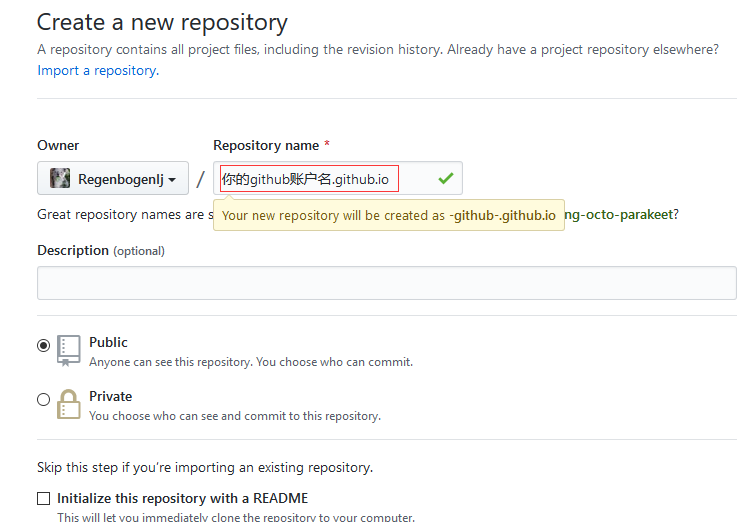 Create a new repository
A repository contains all project files, including the revision history. Already have a project repository elsewhere?
Import a repository.
Owner
Repository name *
Regenbogenlj
/
你的github账户名.github.io
Great repository names are s
Your new repository will be created as -github-.github.io
ng-octo-parakeet?
Description (optional)
Public
Anyone can see this repository. You choose who can commit.
Private
You choose who can see and commit to this repository.
Skip this step if you're importing an existing repository.
Initialize this repository with a README
This will let you immediately clone the repository to your computer.